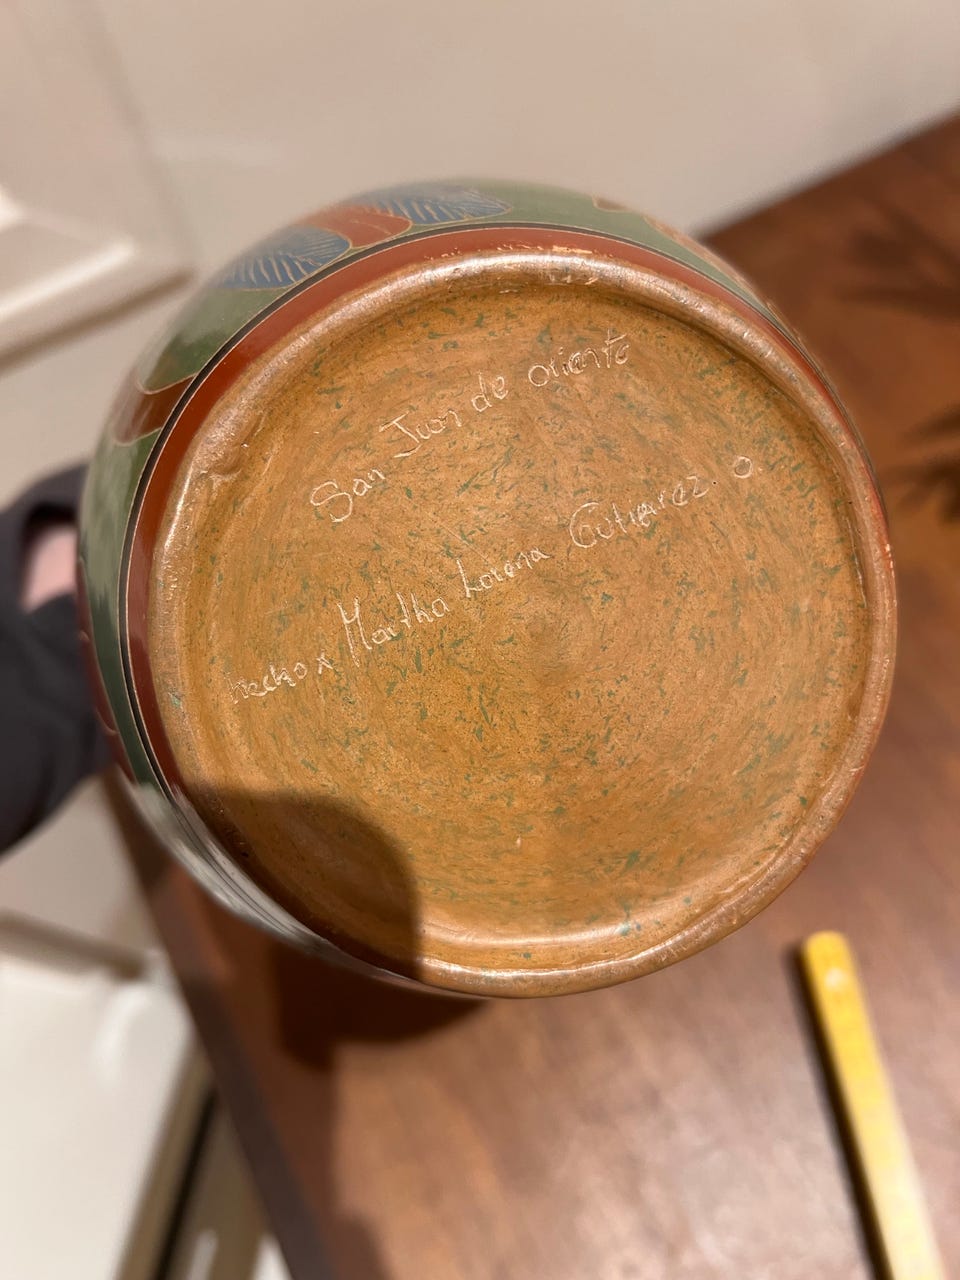 San Juan de oriente
hecho x Martha Lorena Gutierrez. O.